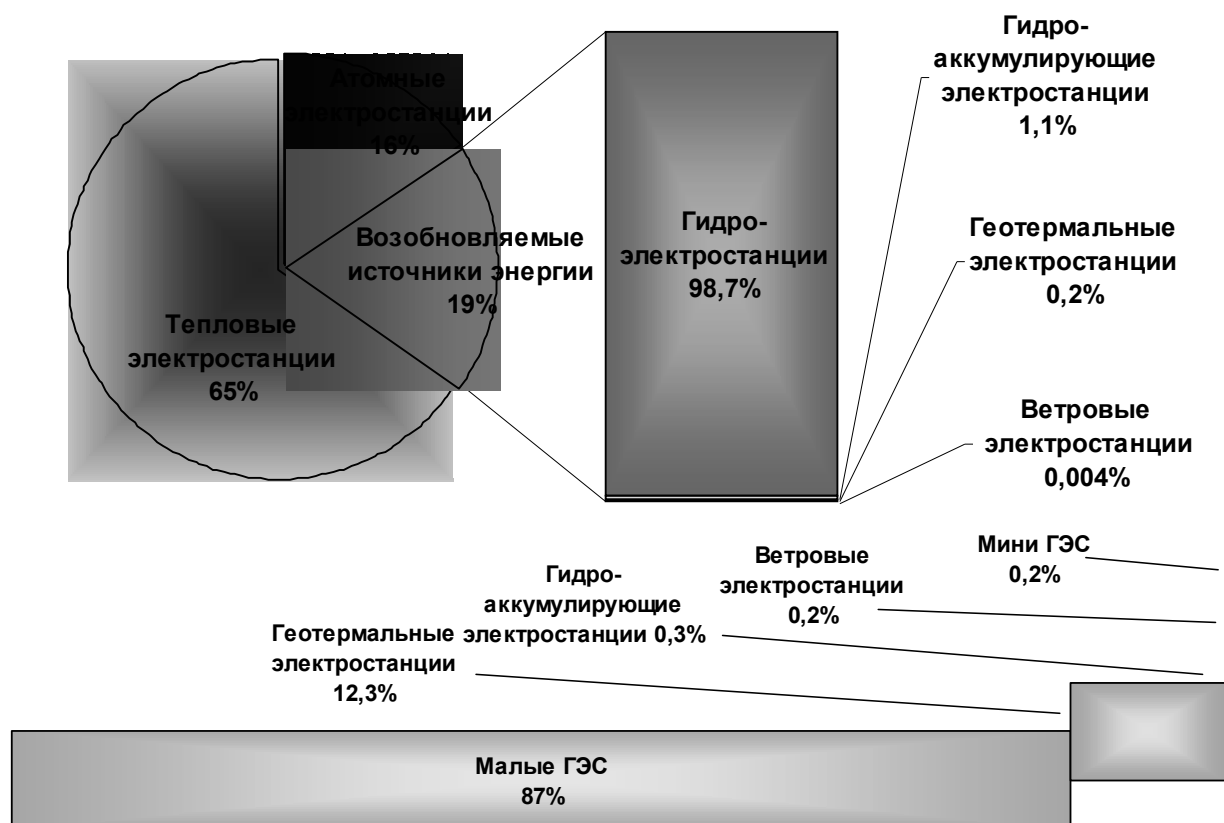 Атомные
электростанции
16%
Возобновляемые
источники энергии
19%
Тепловые
электростанции
65%
Гидро-
электростанции
98,7%
Гидро-
аккумулирующие
электростанции
1,1%
Геотермальные
электростанции
0,2%
Ветровые
электростанции
0,004%
Мини ГЭС
0,2%
Ветровые
электростанции
0,2%
Гидро-
аккумулирующие
электростанции 0,3%
Геотермальные
электростанции
12,3%
Малые ГЭС
87%